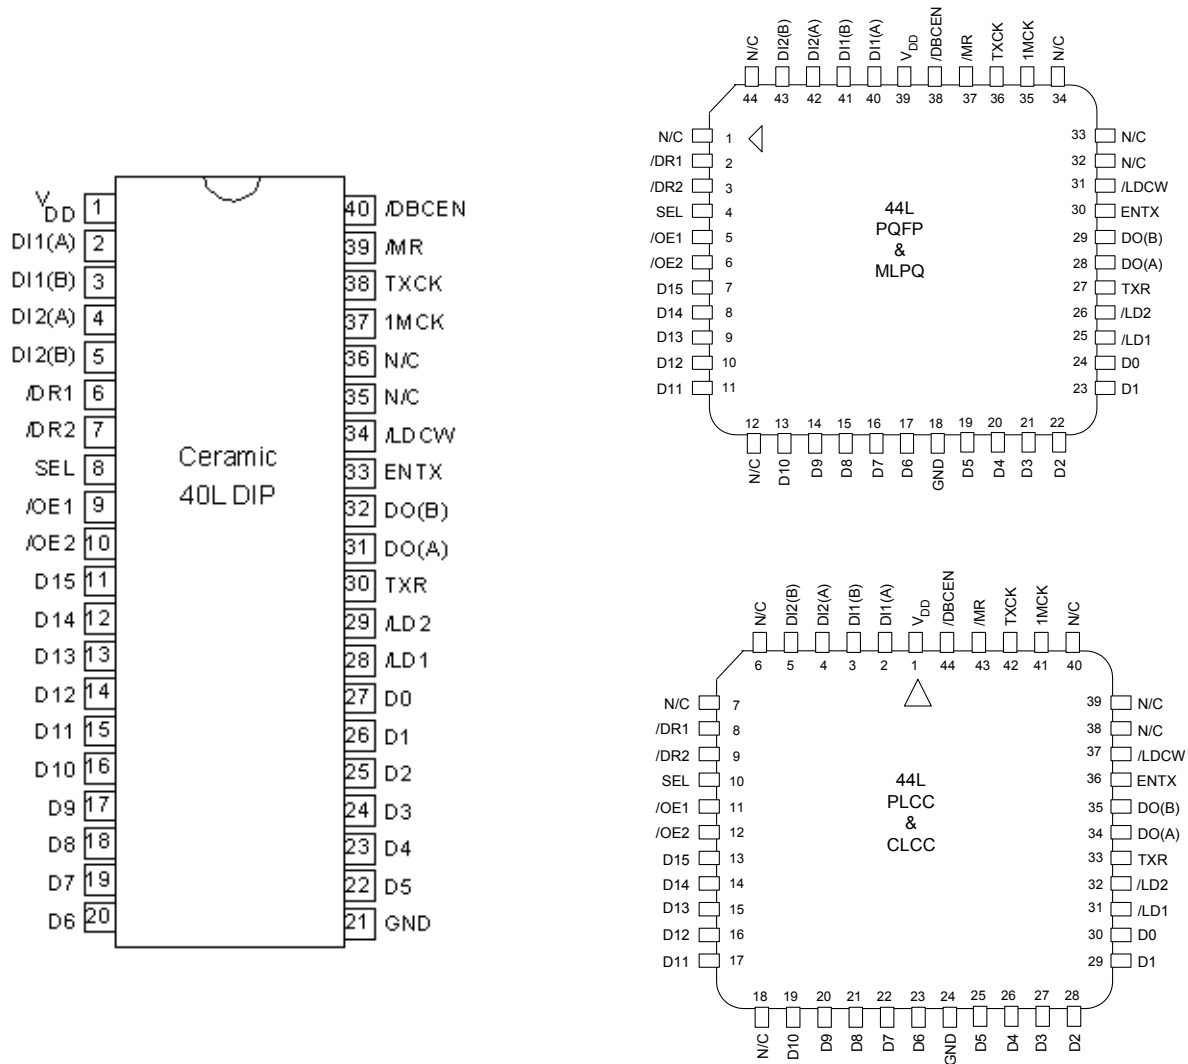 V
DD 1
DI1(A) 2
DI1(B) 3
DI2(A) 4
DI2(B) 5
/DR1 6
/DR2 7
SEL 8
/OE1 9
/OE2 10
D15 11
D14 12
D13 13
D12 14
D11 15
D10 16
D9 17
D8 18
D7 19
D6 20
Ceramic
40L DIP
40 /DBCEN
39 /MR
38 TXCK
37 1MCK
36 N/C
35 N/C
34 /LDCW
33 ENTX
32 DO(B)
31 DO(A)
30 TXR
29 /LD2
28 /LD1
27 D0
26 D1
25 D2
24 D3
23 D4
22 D5
21 GND
N/C DI2(B) DI2(A) DI1(B) DI1(A) VDD /DBCEN /MR TXCK 1MCK N/C
44 43 42 41 40 39 38 37 36 35 34
N/C 1
/DR1 2
/DR2 3
SEL 4
/OE1 5
/OE2 6
D15 7
D14 8
D13 9
D12 10
D11 11
44L
PQFP
&
MLPQ
33 N/C
32 N/C
31 /LDCW
30 ENTX
29 DO(B)
28 DO(A)
27 TXR
26 /LD2
25 /LD1
24 D0
23 D1
12 13 14 15 16 17 18 19 20 21 22
N/C D10 D9 D8 D7 D6 GND D5 D4 D3 D2
N/C DI2(B) DI2(A) DI1(B) DI1(A) VDD /DBCEN /MR TXCK 1MCK N/C
6 5 4 3 2 1 44 43 42 41 40
N/C 7
/DR1 8
/DR2 9
SEL 10
/OE1 11
/OE2 12
D15 13
D14 14
D13 15
D12 16
D11 17
44L
PLCC
&
CLCC
39 N/C
38 N/C
37 /LDCW
36 ENTX
35 DO(B)
34 DO(A)
33 TXR
32 /LD2
31 /LD1
30 D0
29 D1
18 19 20 21 22 23 24 25 26 27 28
N/C D10 D9 D8 D7 D6 GND D5 D4 D3 D2